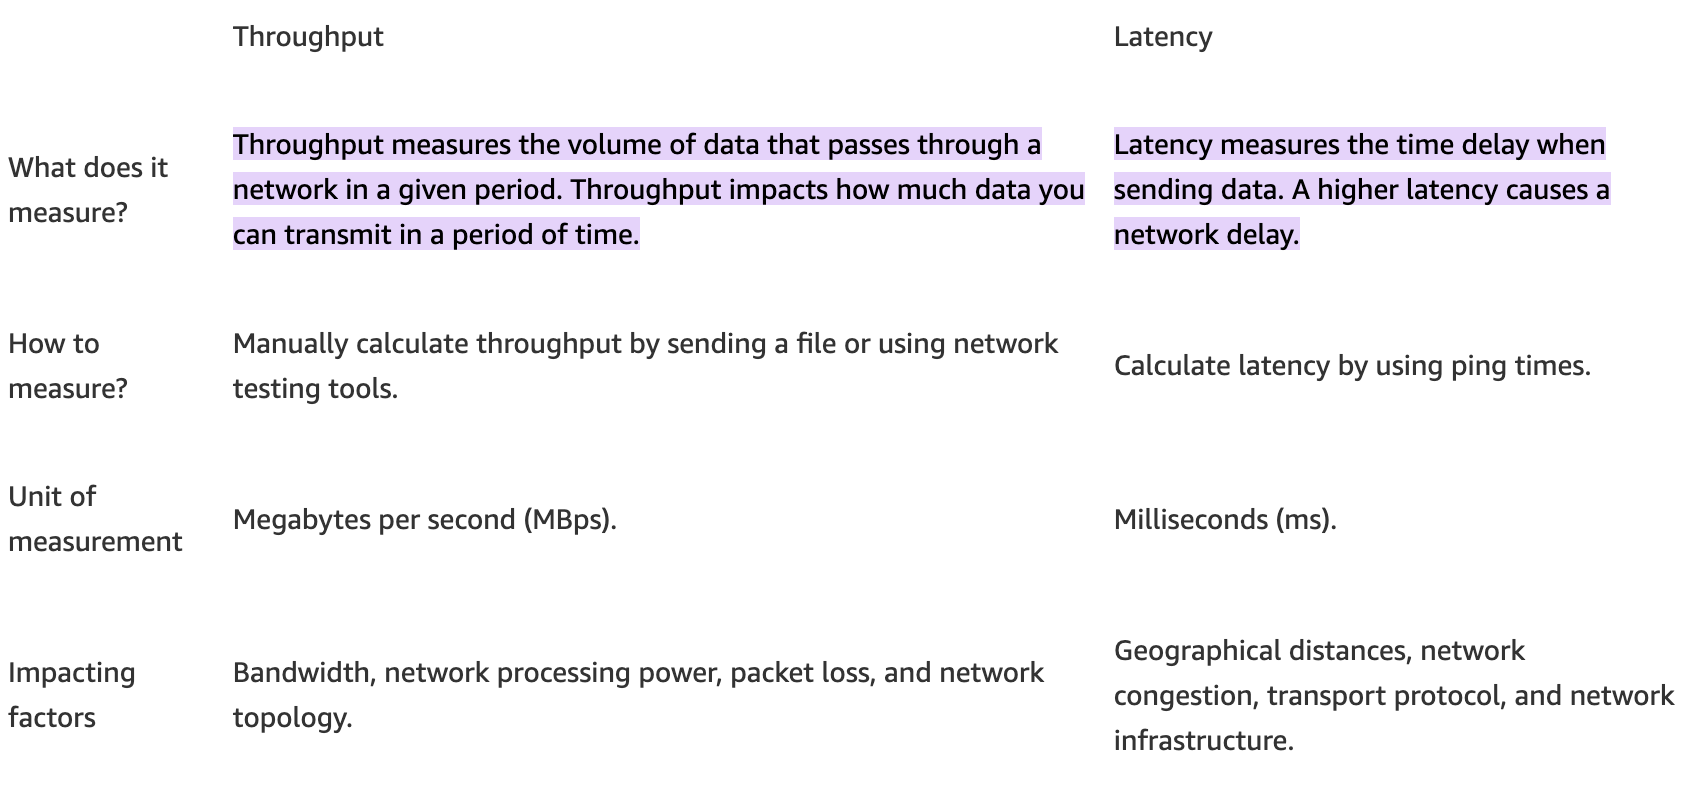 Throughput
Latency
What does it
measure?
Throughput measures the volume of data that passes through a
network in a given period. Throughput impacts how much data you
can transmit in a period of time.
Latency measures the time delay when
sending data. A higher latency causes a
network delay.
How to
measure?
Manually calculate throughput by sending a file or using network
testing tools.
Calculate latency by using ping times.
Unit of
measurement
Megabytes per second (MBps).
Milliseconds (ms).
Impacting
factors
Bandwidth, network processing power, packet loss, and network
topology.
Geographical distances, network
congestion, transport protocol, and network
infrastructure.